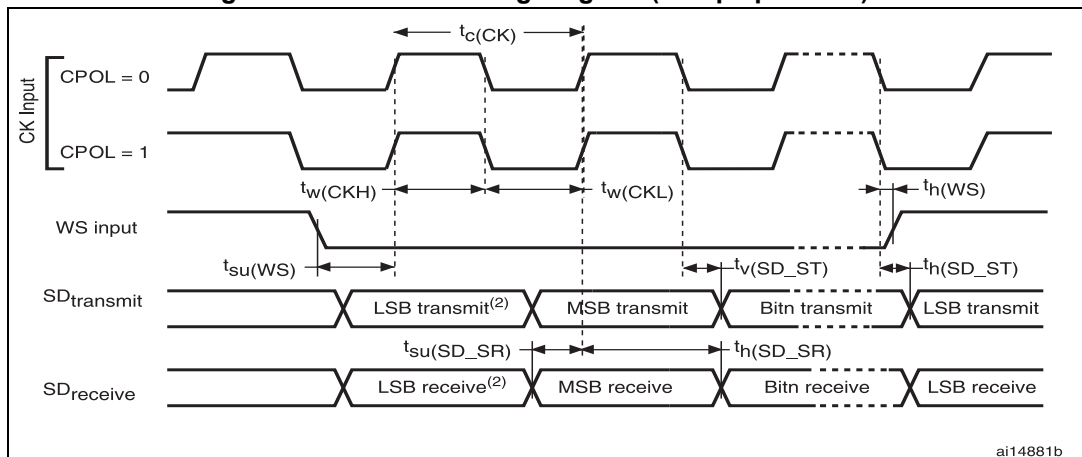 tc(CK)
CK Input
CPOL = 0
CPOL = 1
tw(CKH)
tw(CKL)
th(WS)
WS input
tsu(WS)
tv(SD_ST)
th(SD_ST)
SDtransmit
LSB transmit(2)
MSB transmit
Bitn transmit
LSB transmit
tsu(SD_SR)
th(SD_SR)
SDreceive
LSB receive(2)
MSB receive
Bitn receive
LSB receive
ai14881b